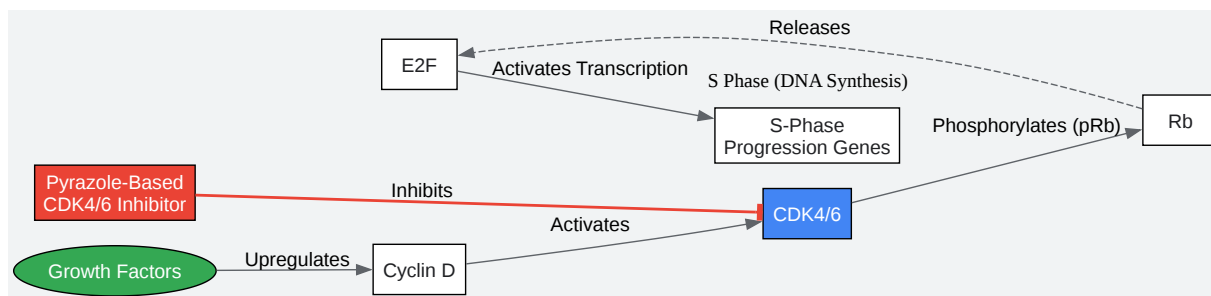 Releases
E2F
Activates Transcription
S Phase (DNA Synthesis)
S-Phase
Progression Genes
Phosphorylates (pRb)
Rb
Pyrazole-Based
CDK4/6 Inhibitor
Inhibits
CDK4/6
Activates
Growth Factors
Upregulates
Cyclin D